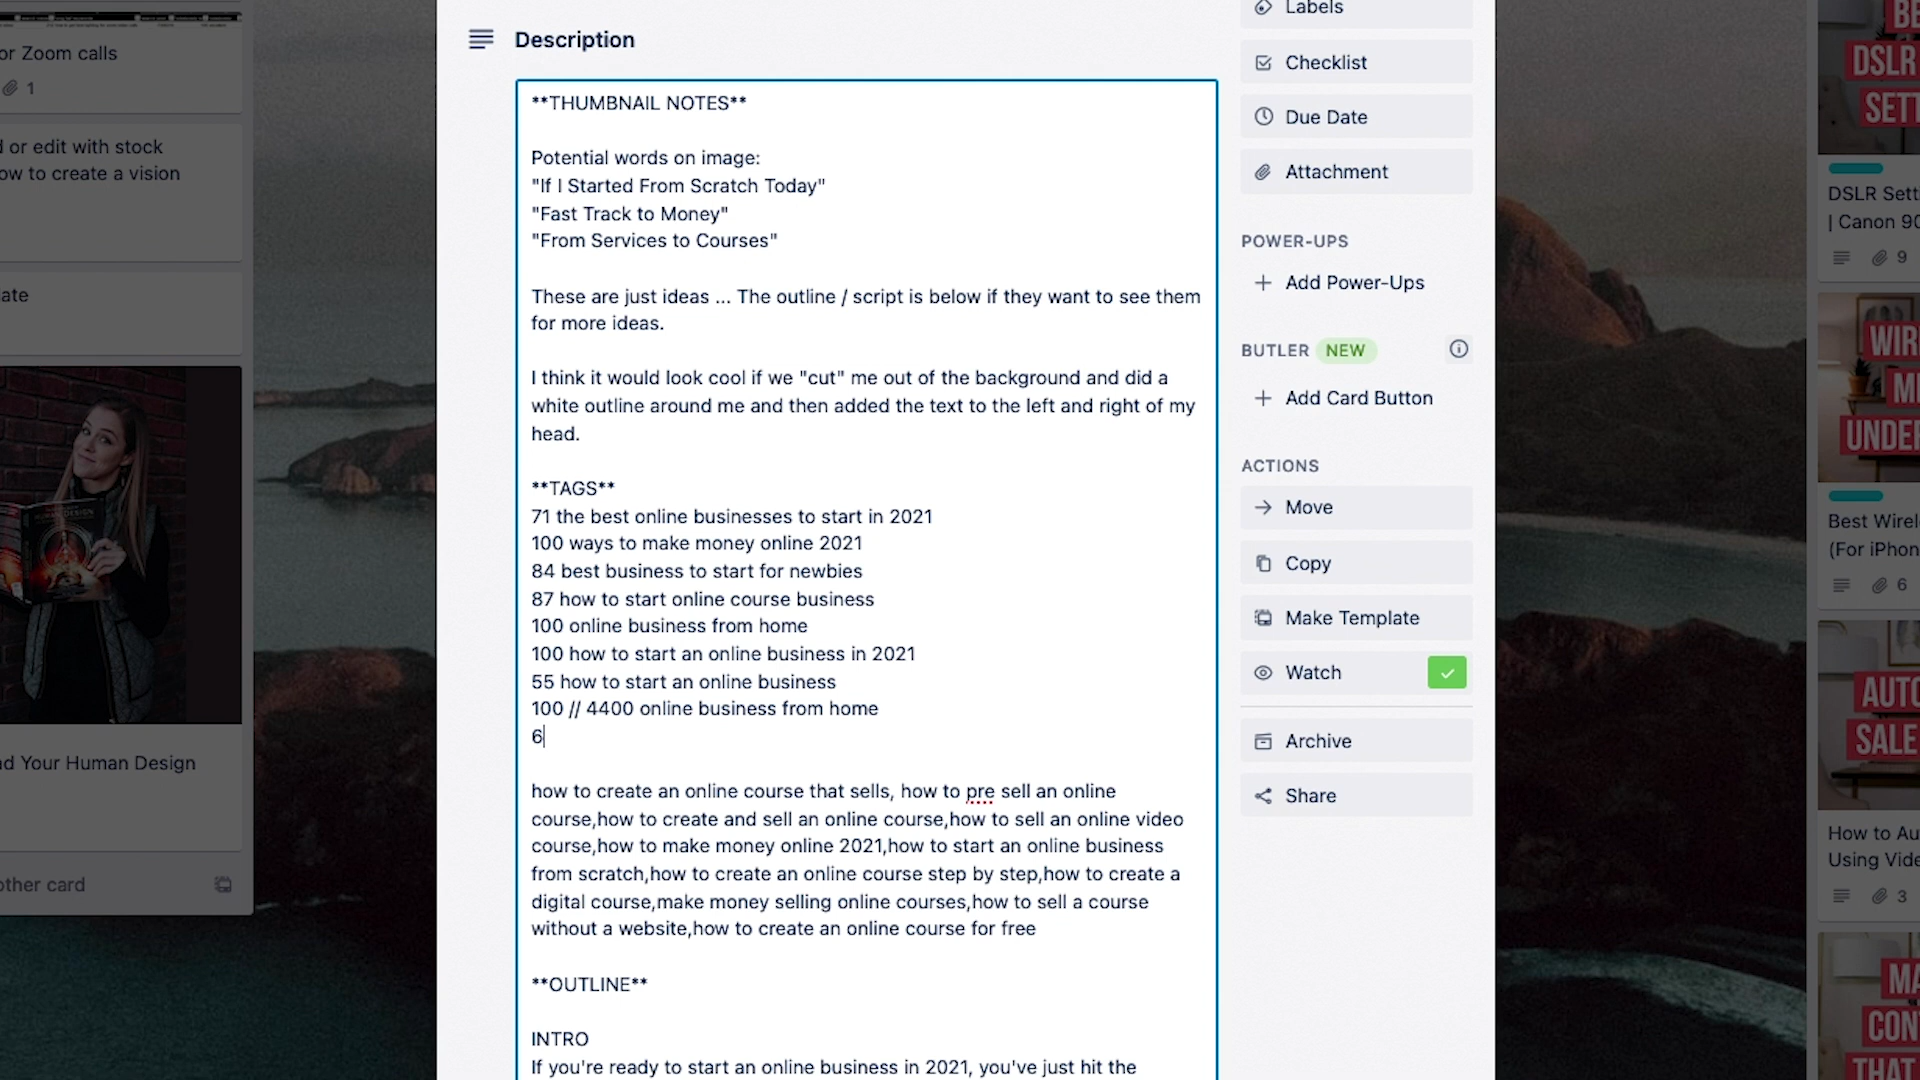 or Zoom calls
1
d or edit with stock
ow to create a vision
ate
d Your Human Design
other card
Description
**THUMBNAIL NOTES**
Potential words on image:
"If I Started From Scratch Today"
"Fast Track to Money"
"From Services to Courses"
These are just ideas ... The outline / script is below if they want to see them
for more ideas.
I think it would look cool if we "cut" me out of the background and did a
white outline around me and then added the text to the left and right of my
head.
**TAGS**
71 the best online businesses to start in 2021
100 ways to make money online 2021
84 best business to start for newbies
87 how to start online course business
100 online business from home
100 how to start an online business in 2021
55 how to start an online business
100 // 4400 online business from home
6
how to create an online course that sells, how to pre sell an online
course,how to create and sell an online course,how to sell an online video
course,how to make money online 2021,how to start an online business
from scratch,how to create an online course step by step,how to create a
digital course,make money selling online courses,how to sell a course
without a website,how to create an online course for free
**OUTLINE**
INTRO
If you're ready to start an online business in 2021, you've just hit the
Labels
Checklist
Due Date
Attachment
POWER-UPS
+ Add Power-Ups
BUTLER NEW
+ Add Card Button
ACTIONS
Move
Copy
Make Template
Watch
Archive
Share
BE
DSLR
SETT
DSLR Sett
| Canon 90
9
WIR
MI
UNDER
Best Wirel
(For iPhon
6
AUTO
SALE
How to Au
Using Vide
3
MA
CON
THAT